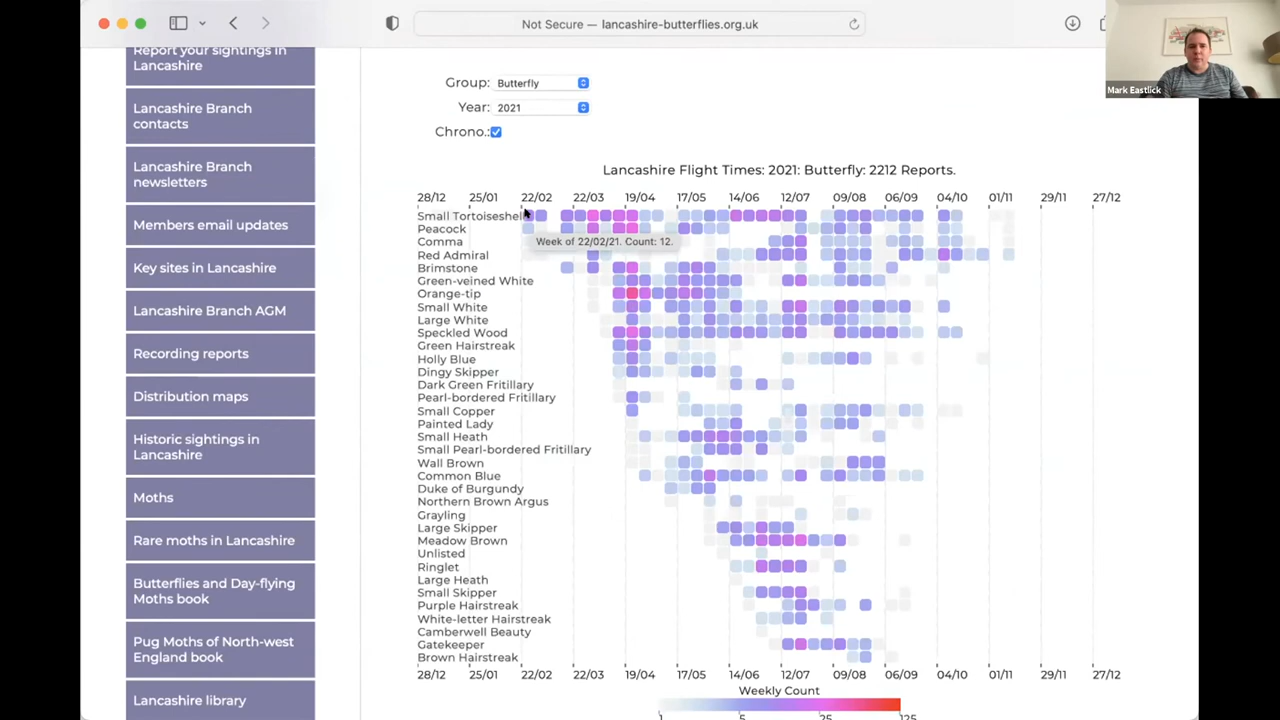 Not Secure — lancashire-butterflies.org.uk
Mark Eastlick
Report your sightings in
Lancashire
Lancashire Branch
contacts
Lancashire Branch
newsletters
Members email updates
Key sites in Lancashire
Lancashire Branch AGM
Recording reports
Distribution maps
Historic sightings in
Lancashire
Moths
Rare moths in Lancashire
Butterflies and Day-flying
Moths book
Pug Moths of North-west
England book
Lancashire library
Group: Butterfly
Year: 2021
Chrono.:
Lancashire Flight Times: 2021: Butterfly: 2212 Reports.
28/12 25/01 22/02 22/03 19/04 17/05 14/06 12/07 09/08 06/09 04/10 01/11 29/11 27/12
Small Tortoiseshel
Peacock
Comma
Week of 22/02/21. Count: 12.
Red Admiral
Brimstone
Green-veined White
Orange-tip
Small White
Large White
Speckled Wood
Green Hairstreak
Holly Blue
Dingy Skipper
Dark Green Fritillary
Pearl-bordered Fritillary
Small Copper
Painted Lady
Small Heath
Small Pearl-bordered Fritillary
Wall Brown
Common Blue
Duke of Burgundy
Northern Brown Argus
Grayling
Large Skipper
Meadow Brown
Unlisted
Ringlet
Large Heath
Small Skipper
Purple Hairstreak
White-letter Hairstreak
Camberwell Beauty
Gatekeeper
Brown Hairstreak
28/12 25/01 22/02 22/03 19/04 17/05 14/06 12/07 09/08 06/09 04/10 01/11 29/11 27/12
Weekly Count
1 5 25 125